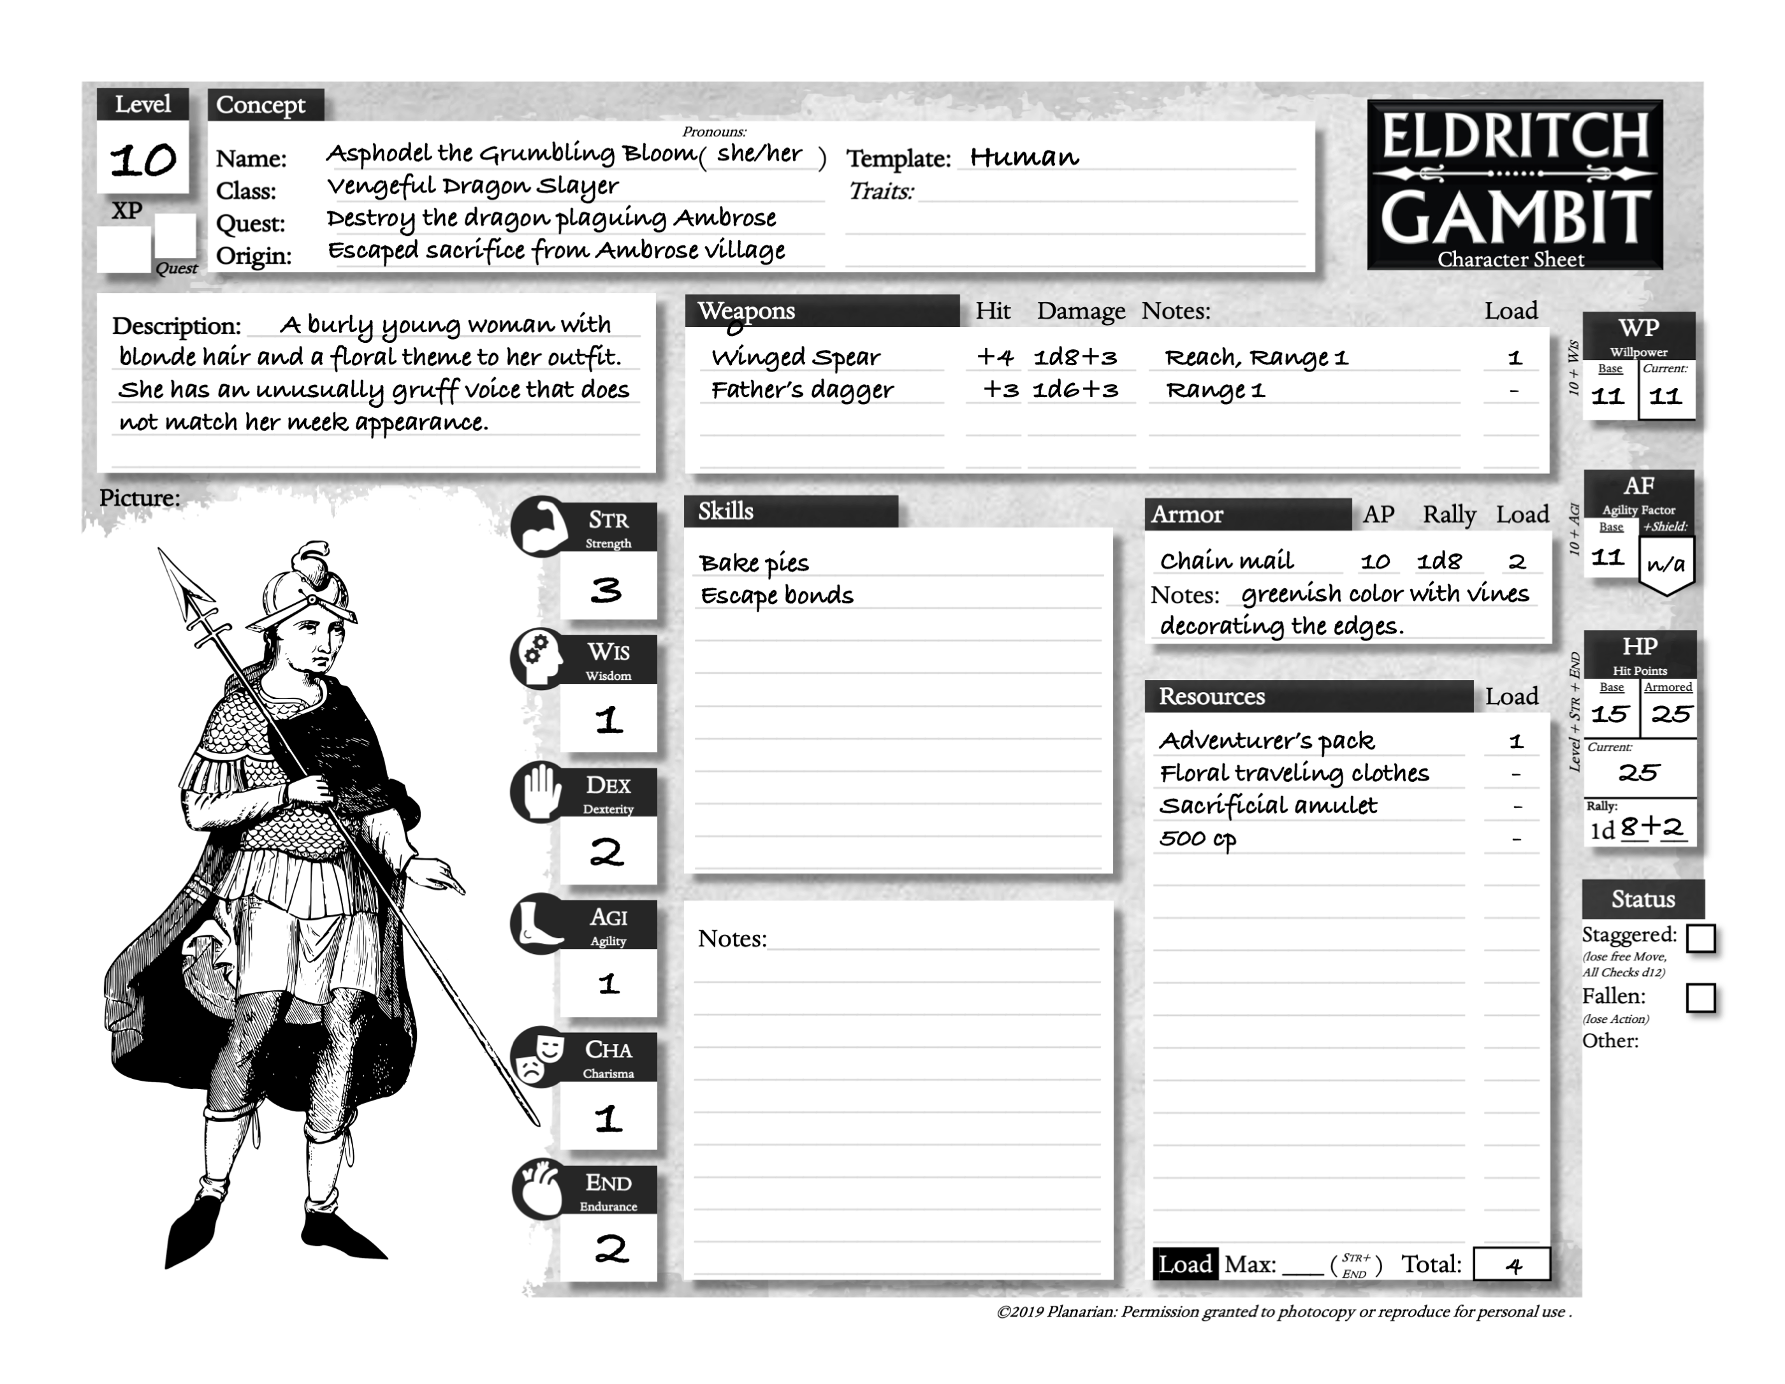 Level
10
XP
Quest
Concept
Pronouns:
Name: Asphodel the Grumbling Bloom ( she/her )
Class: Vengeful Dragon Slayer
Quest: Destroy the dragon plaguing Ambrose
Origin: Escaped sacrifice from Ambrose village
Template: Human
Traits:
ELDRITCH
GAMBIT
Character Sheet
Description: A burly young woman with
blonde hair and a floral theme to her outfit.
She has an unusually gruff voice that does
not match her meek appearance.
Weapons Hit Damage Notes: Load
Winged Spear +4 1d8+3 Reach, Range 1 1
Father's dagger +3 1d6+3 Range 1 -
10 + WIS
WP
Willpower
Base Current:
11 11
Picture:
STR
Strength
3
WIS
Wisdom
1
DEX
Dexterity
2
AGI
Agility
1
CHA
Charisma
1
END
Endurance
2
Skills
Bake pies
Escape bonds
Notes:
Armor AP Rally Load
Chain mail 10 1d8 2
Notes: greenish color with vines
decorating the edges.
10 + AGI
AF
Agility Factor
Base +Shield:
11 n/a
Resources Load
Adventurer's pack 1
Floral traveling clothes -
Sacrificial amulet -
500 cp -
Load Max: ___ (STR+ END) Total: 4
Level + STR + END
HP
Hit Points
Base Armored
15 25
Current:
25
Rally:
1d 8+2
Status
Staggered:
(lose free Move,
All Checks d12)
Fallen:
(lose Action)
Other:
©2019 Planarian: Permission granted to photocopy or reproduce for personal use .